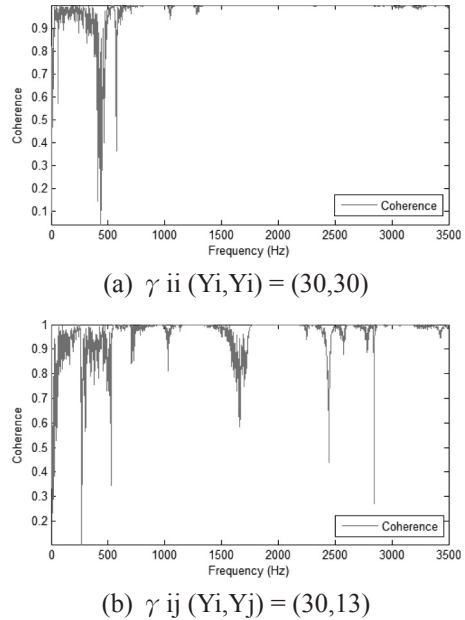 0.9
0.8
0.7
0.6
0.5
0.4
0.3
0.2
0.1
Coherence
Coherence
0 500 1000 1500 2000 2500 3000 3500
Frequency (Hz)
(a) γ ii (Yi,Yi) = (30,30)
1
0.9
0.8
0.7
0.6
0.5
0.4
0.3
0.2
Coherence
Coherence
0 500 1000 1500 2000 2500 3000 3500
Frequency (Hz)
(b) γ ij (Yi,Yj) = (30,13)